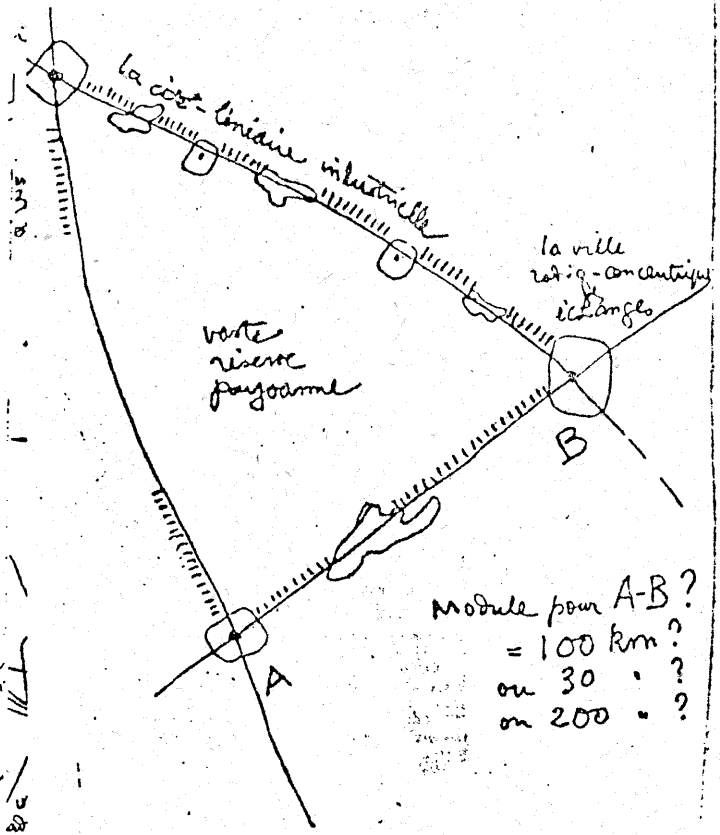 la cité-linéaire industrielle
la ville
radio-concentrique
échanges
vaste
réserve
paysanne
B
A
Module pour A-B ?
= 100 km ?
ou 30 " ?
ou 200 " ?